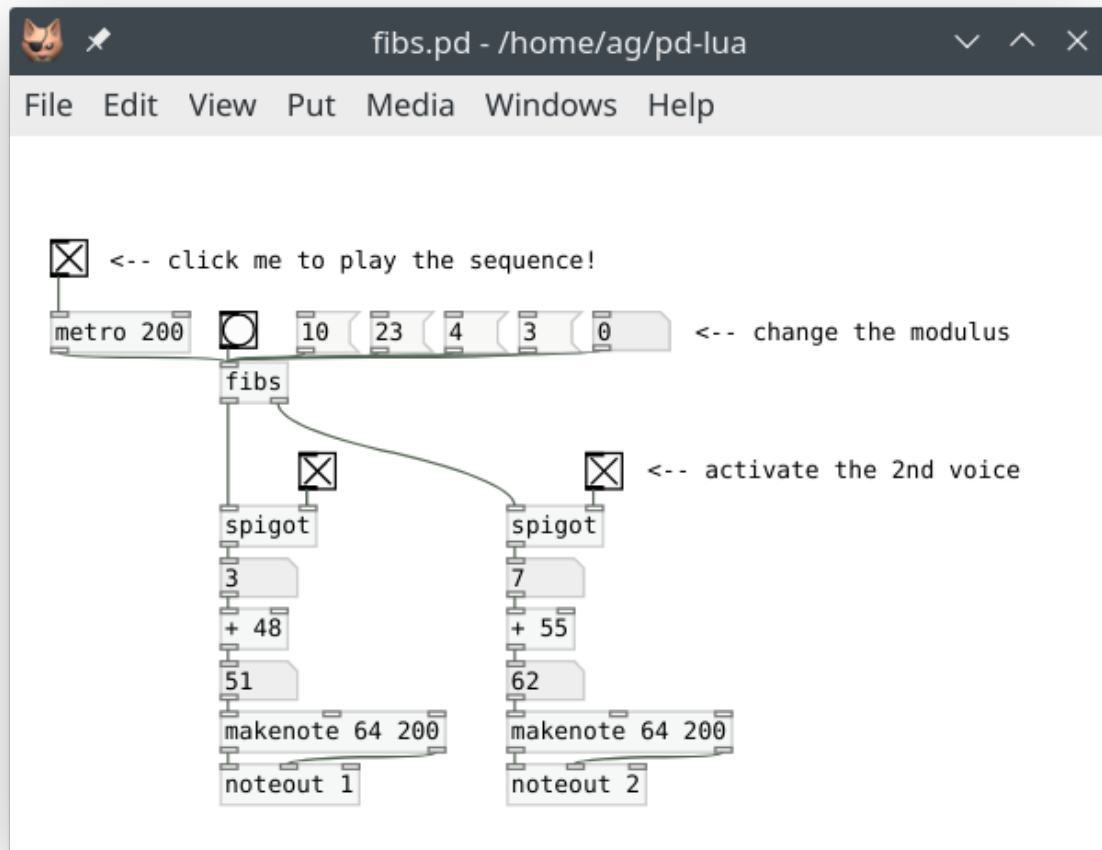 fibs.pd - /home/ag/pd-lua
File Edit View Put Media Windows Help
<-- click me to play the sequence!
metro 200 10 23 4 3 0 <-- change the modulus
fibs
<-- activate the 2nd voice
spigot spigot
3 7
+ 48 + 55
51 62
makenote 64 200 makenote 64 200
noteout 1 noteout 2